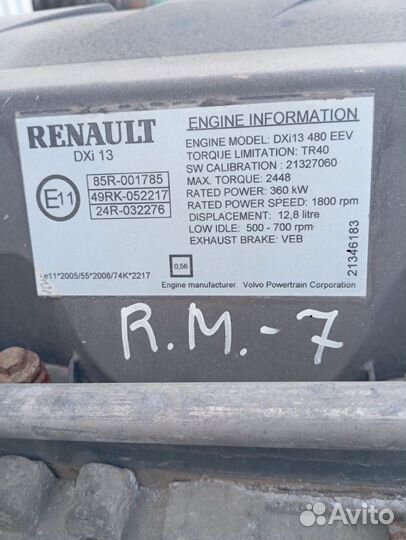 RENAULT
DXi 13
E11
85R-001785
49RK-052217
24R-032276
e11*2005/55*2008/74K*2217
ENGINE INFORMATION
ENGINE MODEL: DXi13 480 EEV
TORQUE LIMITATION: TR40
SW CALIBRATION : 21327060
MAX. TORQUE: 2448
RATED POWER: 360 kW
RATED POWER SPEED: 1800 rpm
DISPLACEMENT: 12,8 litre
LOW IDLE: 500 - 700 rpm
EXHAUST BRAKE: VEB
0,56
Engine manufacturer. Volvo Powertrain Corporation
21346183
R.M.-7
Avito